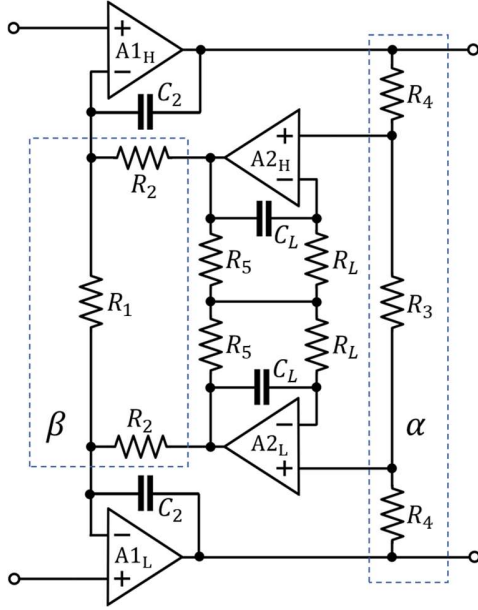 +
A1H
−
C2
R4
R2
+
A2H
−
CL
R5
RL
R1
R3
R5
RL
CL
β
α
R2
−
A2L
+
C2
R4
−
A1L
+